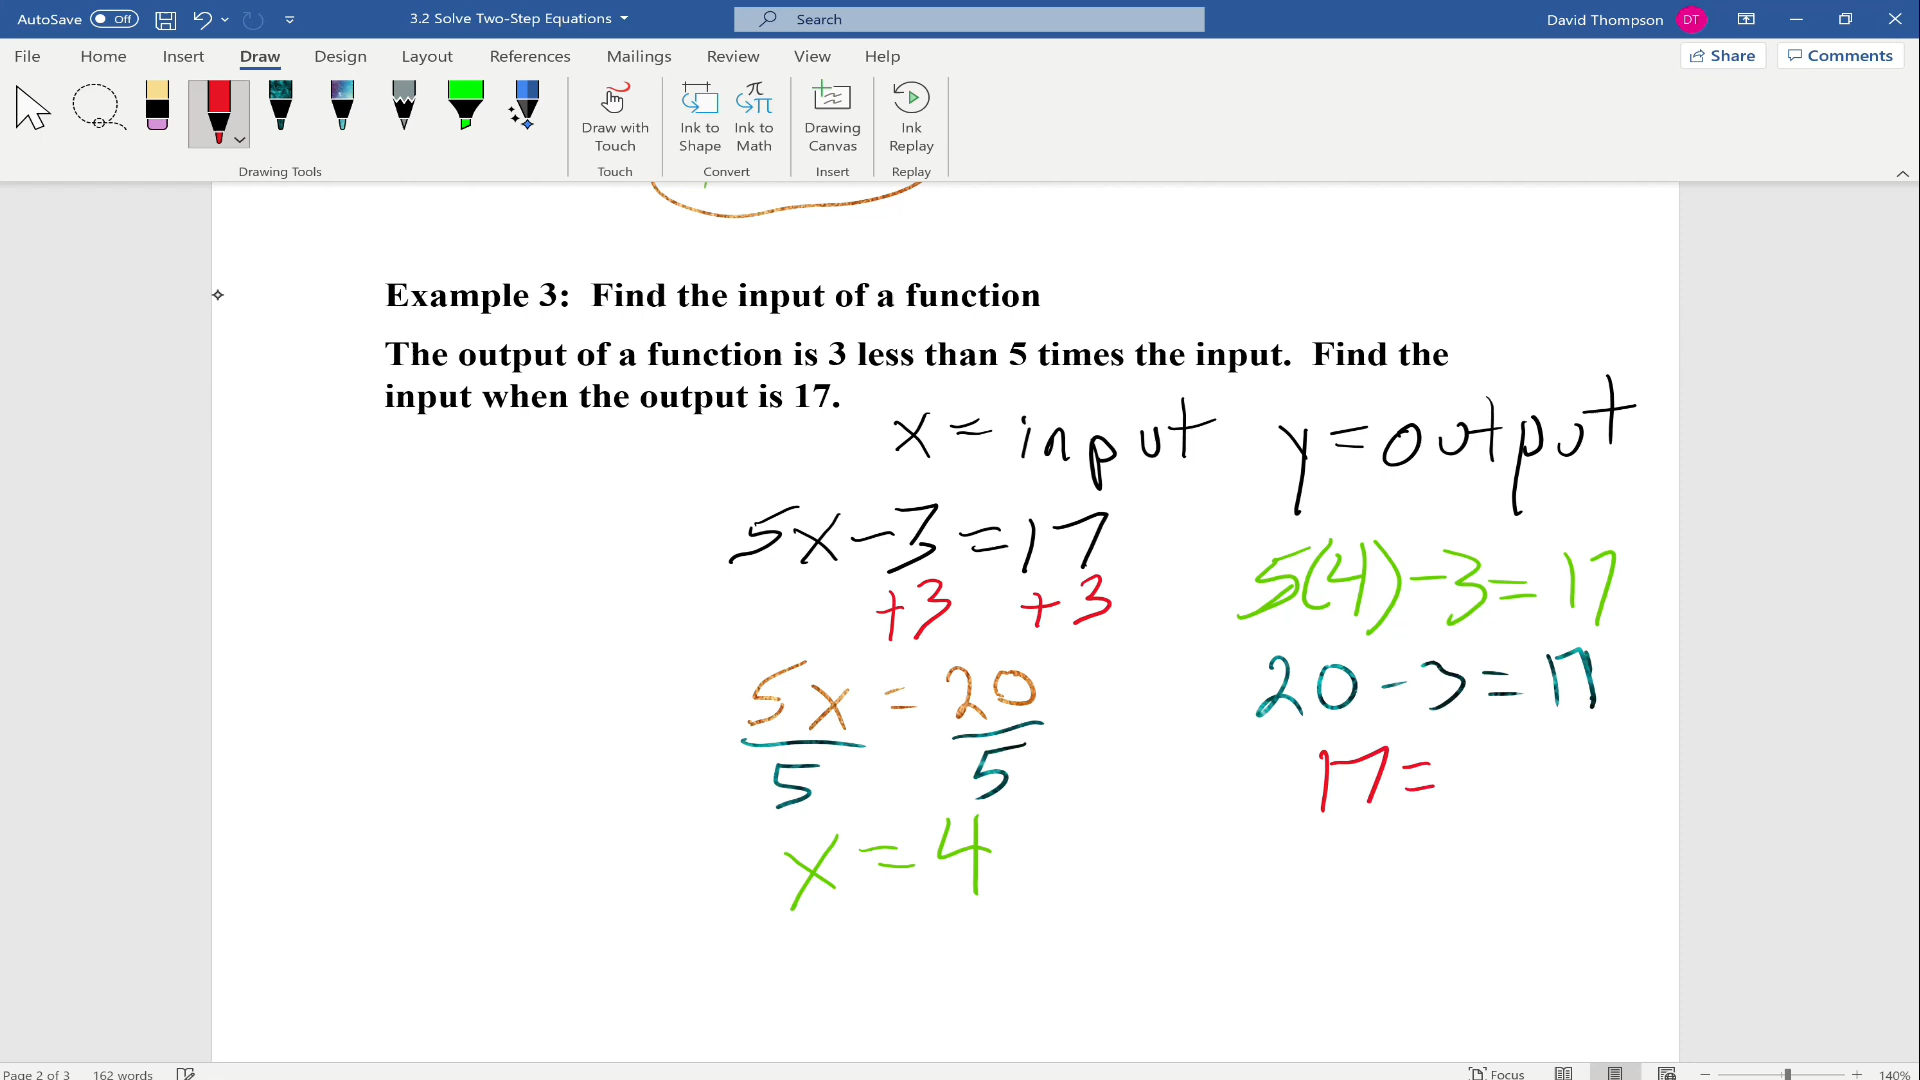 AutoSave Off 3.2 Solve Two-Step Equations Search David Thompson DT
File Home Insert Draw Design Layout References Mailings Review View Help Share Comments
Draw with Touch
Ink to Shape
Ink to Math
Drawing Canvas
Ink Replay
π
Drawing Tools Touch Convert Insert Replay
Example 3: Find the input of a function
The output of a function is 3 less than 5 times the input. Find the
input when the output is 17.
x = input y = output
5x - 3 = 17
+3 +3
5x = 20
5 5
x = 4
5(4) - 3 = 17
20 - 3 = 17
17 =
Page 2 of 3 162 words Focus 140%